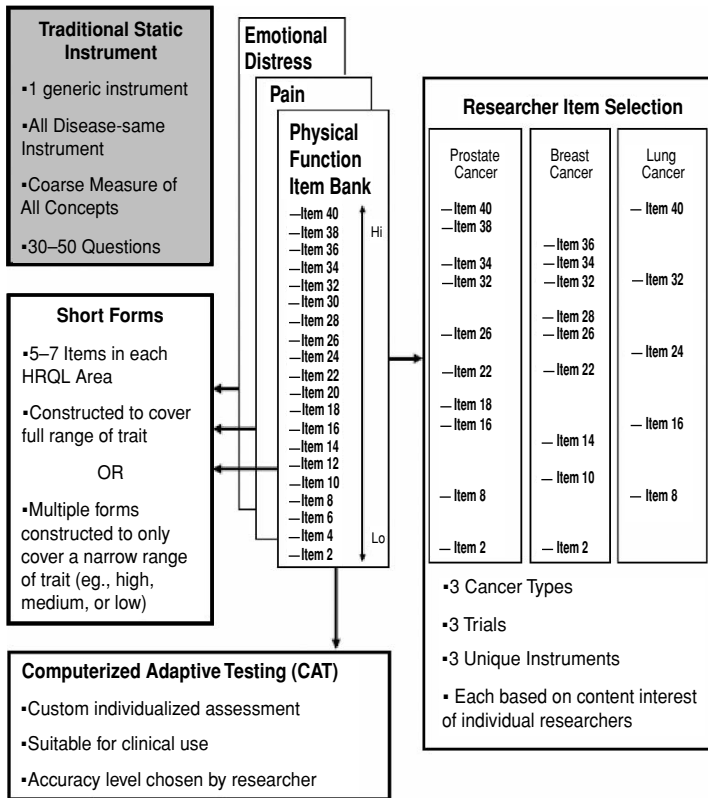 Traditional Static
Instrument
▪1 generic instrument
▪All Disease-same
Instrument
▪Coarse Measure of
All Concepts
▪30–50 Questions
Emotional
Distress
Pain
Physical
Function
Item Bank
—Item 40
—Item 38
—Item 36
—Item 34
—Item 32
—Item 30
—Item 28
—Item 26
—Item 24
—Item 22
—Item 20
—Item 18
—Item 16
—Item 14
—Item 12
—Item 10
—Item 8
—Item 6
—Item 4
—Item 2
Hi
Lo
Short Forms
▪5–7 Items in each
HRQL Area
▪Constructed to cover
full range of trait
OR
▪Multiple forms
constructed to only
cover a narrow range
of trait (eg., high,
medium, or low)
Researcher Item Selection
Prostate
Cancer
—Item 40
—Item 38
—Item 34
—Item 32
—Item 26
—Item 22
—Item 18
—Item 16
—Item 8
—Item 2
Breast
Cancer
—Item 36
—Item 34
—Item 32
—Item 28
—Item 26
—Item 22
—Item 14
—Item 10
—Item 2
Lung
Cancer
—Item 40
—Item 32
—Item 24
—Item 16
—Item 8
▪3 Cancer Types
▪3 Trials
▪3 Unique Instruments
▪ Each based on content interest
of individual researchers
Computerized Adaptive Testing (CAT)
▪Custom individualized assessment
▪Suitable for clinical use
▪Accuracy level chosen by researcher